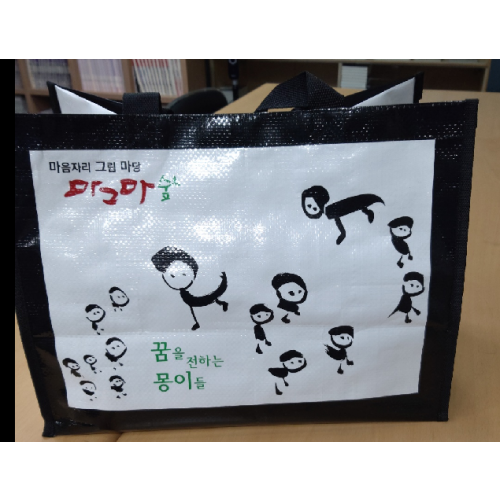 마음자리 그림 마당
마그마숨
꿈을 전하는
몽이들